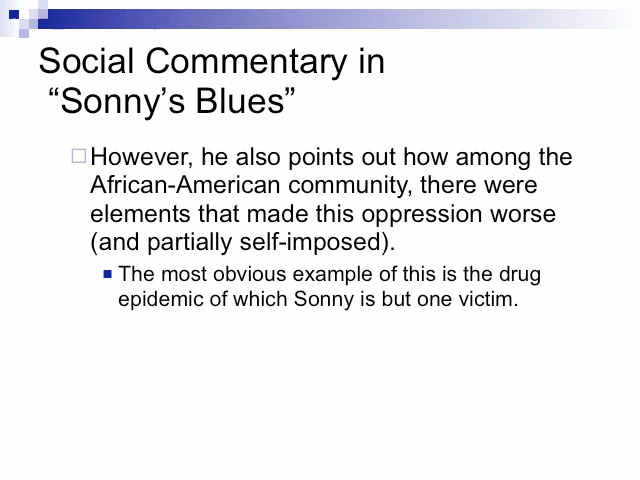 Social Commentary in
“Sonny’s Blues”
However, he also points out how among the
African-American community, there were
elements that made this oppression worse
(and partially self-imposed).
The most obvious example of this is the drug
epidemic of which Sonny is but one victim.